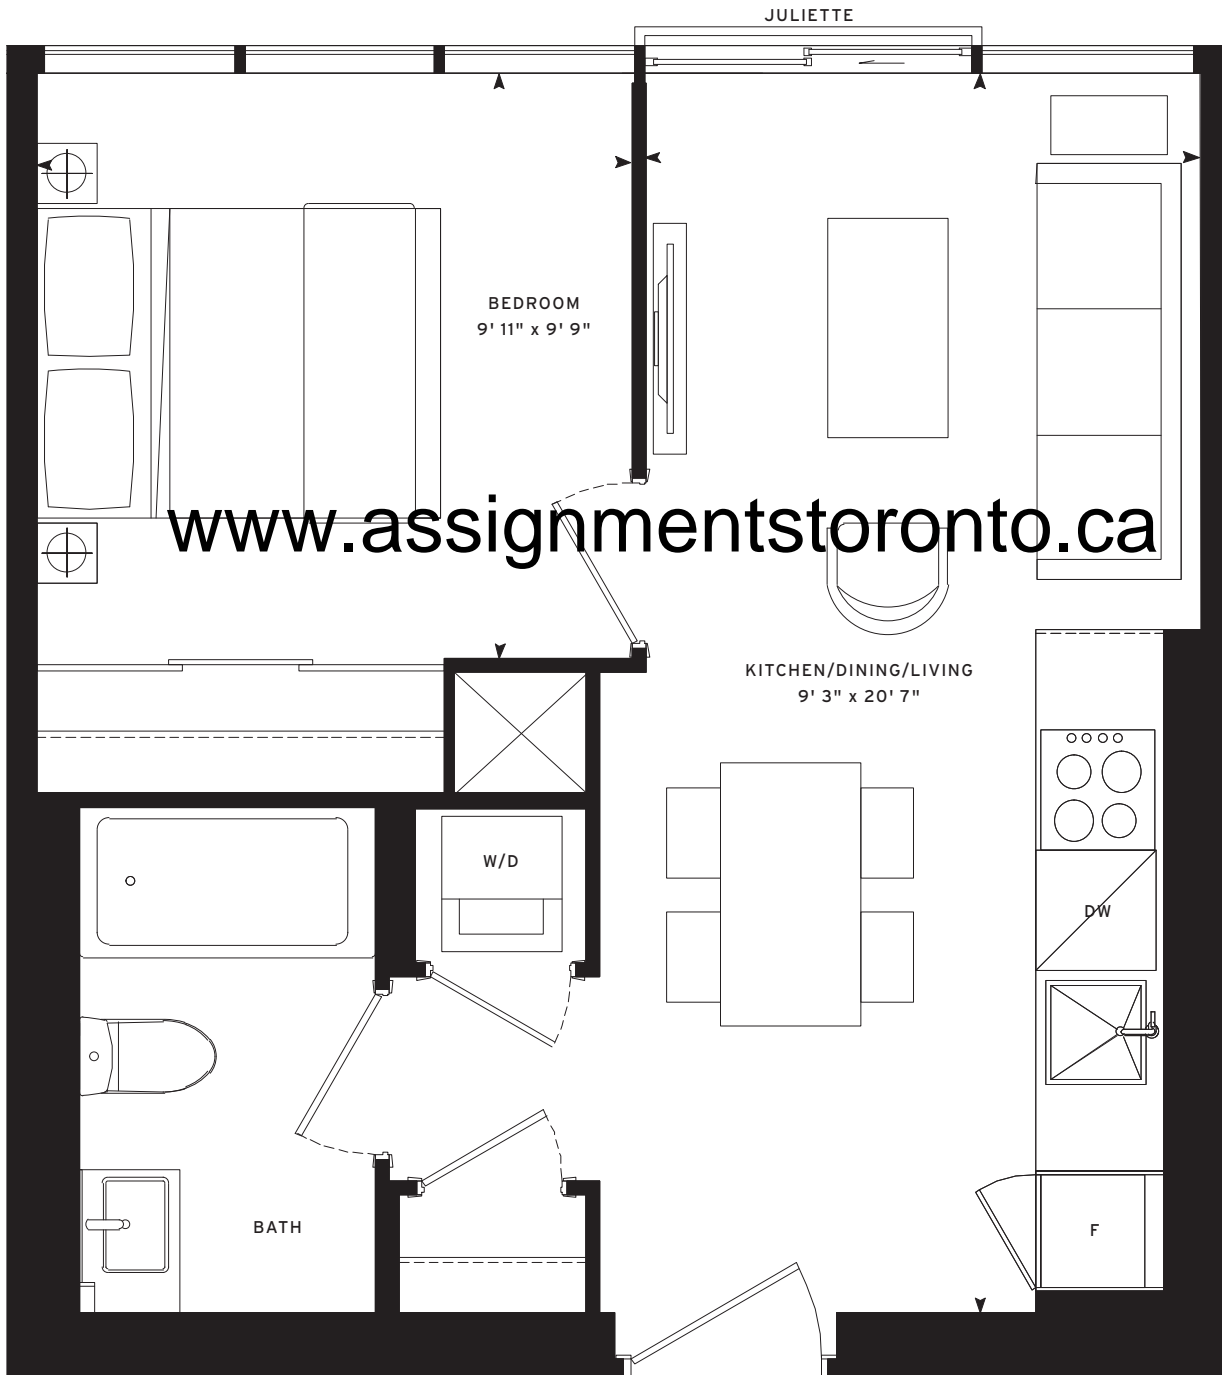 JULIETTE
BEDROOM
9' 11" x 9' 9"
www.assignmentstoronto.ca
KITCHEN/DINING/LIVING
9' 3" x 20' 7"
W/D
DW
BATH
F